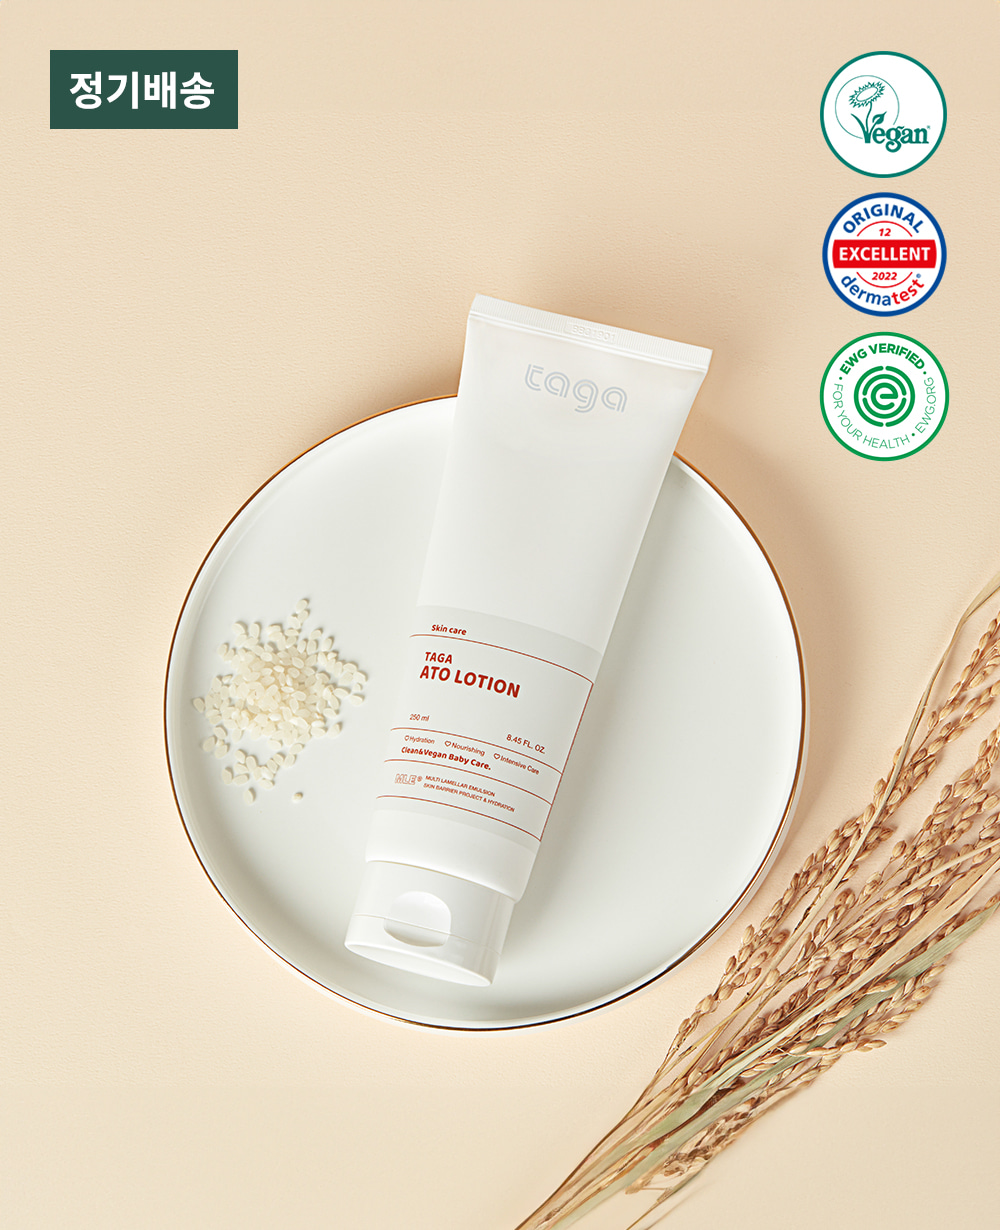 정기배송
Vegan
ORIGINAL
12
EXCELLENT
2022
dermatest®
EWG VERIFIED
FOR YOUR HEALTH • EWG.ORG
taga
Skin care
TAGA
ATO LOTION
250 ml
8.45 FL. OZ.
Hydration Nourishing Intensive Care
Clean&Vegan Baby Care.
MLE®
MULTI LAMELLAR EMULSION
SKIN BARRIER PROJECT & HYDRATION